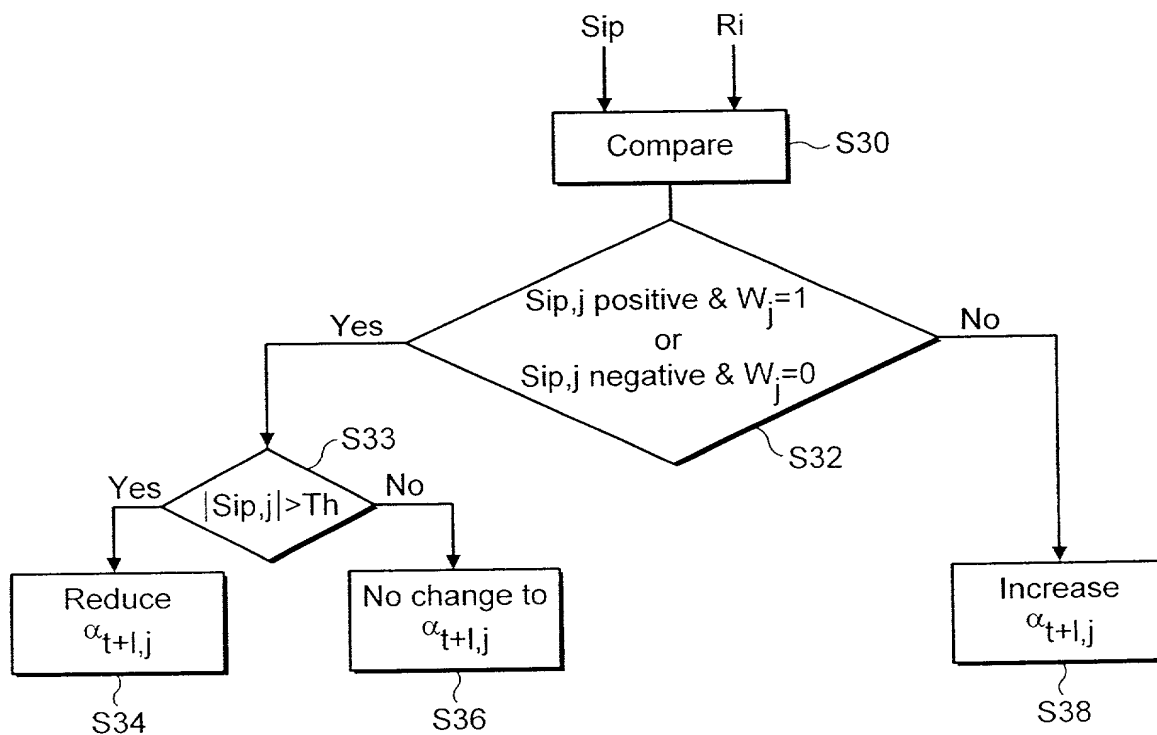 Sip Ri
Compare
S30
Sip,j positive & Wj=1
or
Sip,j negative & Wj=0
Yes
No
S32
S33
|Sip,j|>Th
Yes
No
Reduce
αt+l,j
No change to
αt+l,j
Increase
αt+l,j
S34
S36
S38